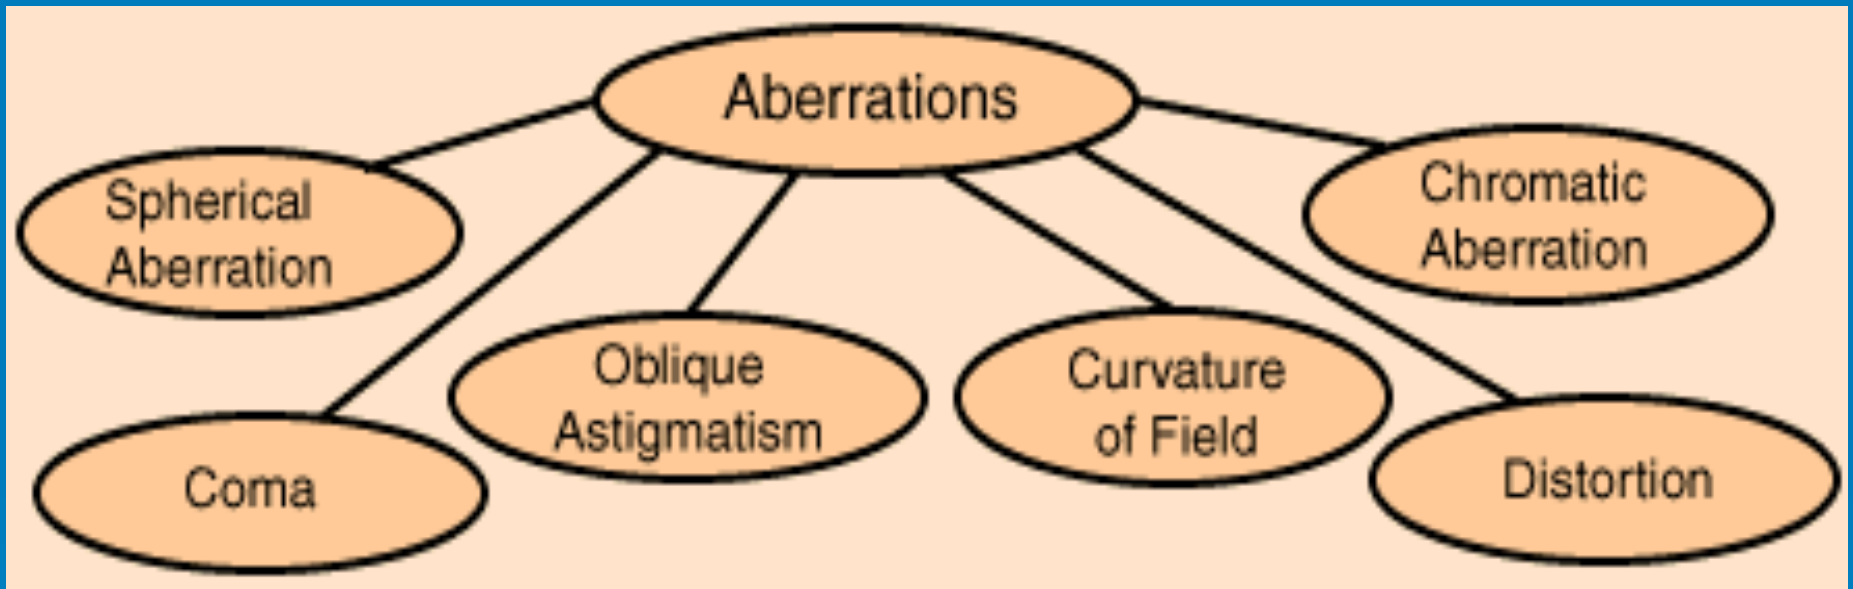 Aberrations
Spherical
Aberration
Chromatic
Aberration
Coma
Oblique
Astigmatism
Curvature
of Field
Distortion